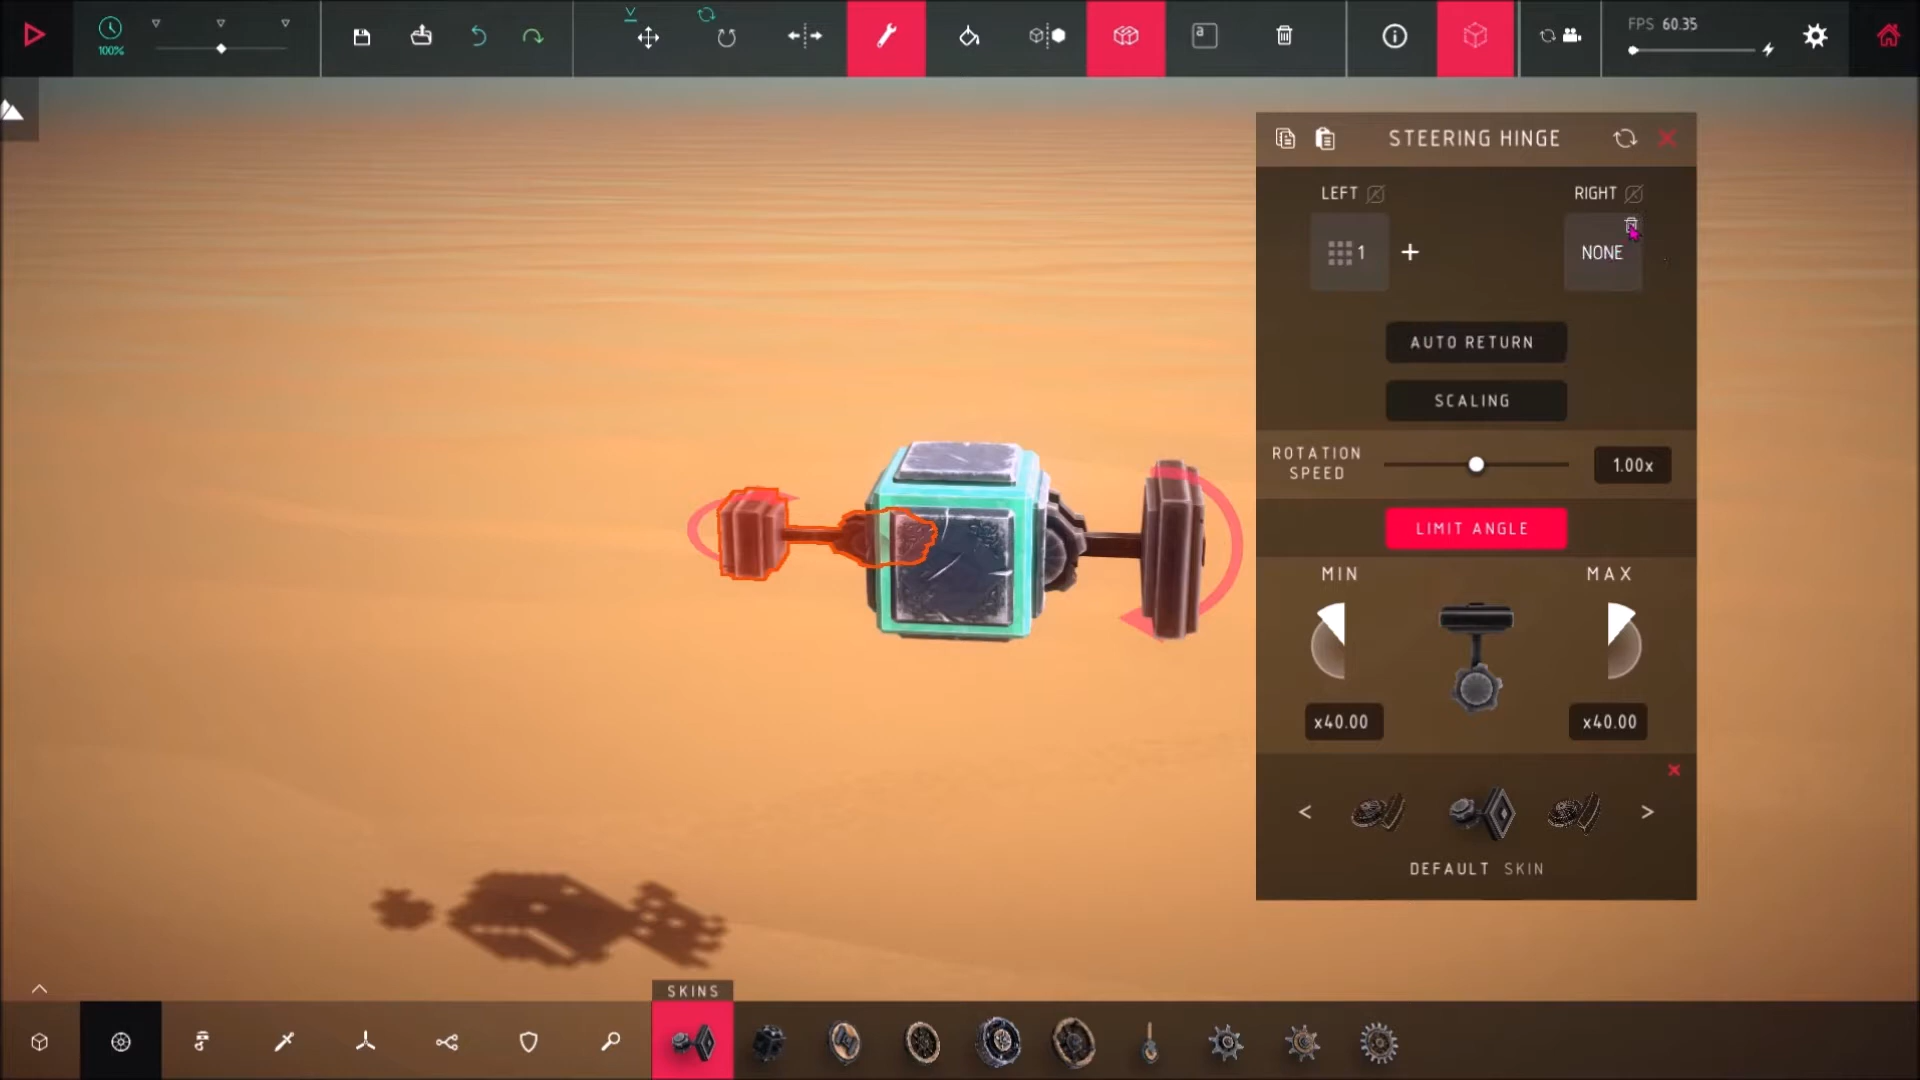 100%
a
FPS 60.35
STEERING HINGE
LEFT
RIGHT
1 +
NONE
AUTO RETURN
SCALING
ROTATION
SPEED
1.00x
LIMIT ANGLE
MIN
MAX
x40.00
x40.00
< >
DEFAULT SKIN
SKINS